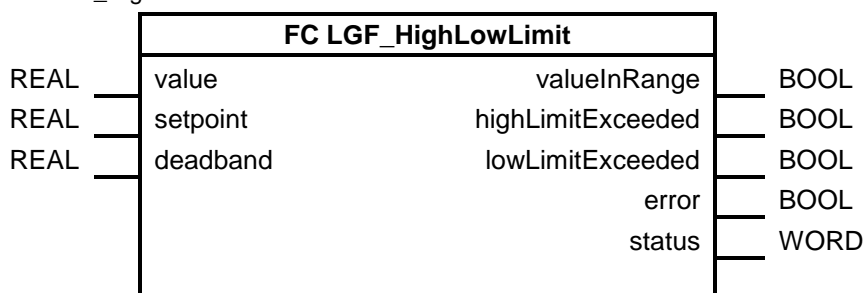 FC LGF_HighLowLimit
REAL value valueInRange BOOL
REAL setpoint highLimitExceeded BOOL
REAL deadband lowLimitExceeded BOOL
error BOOL
status WORD